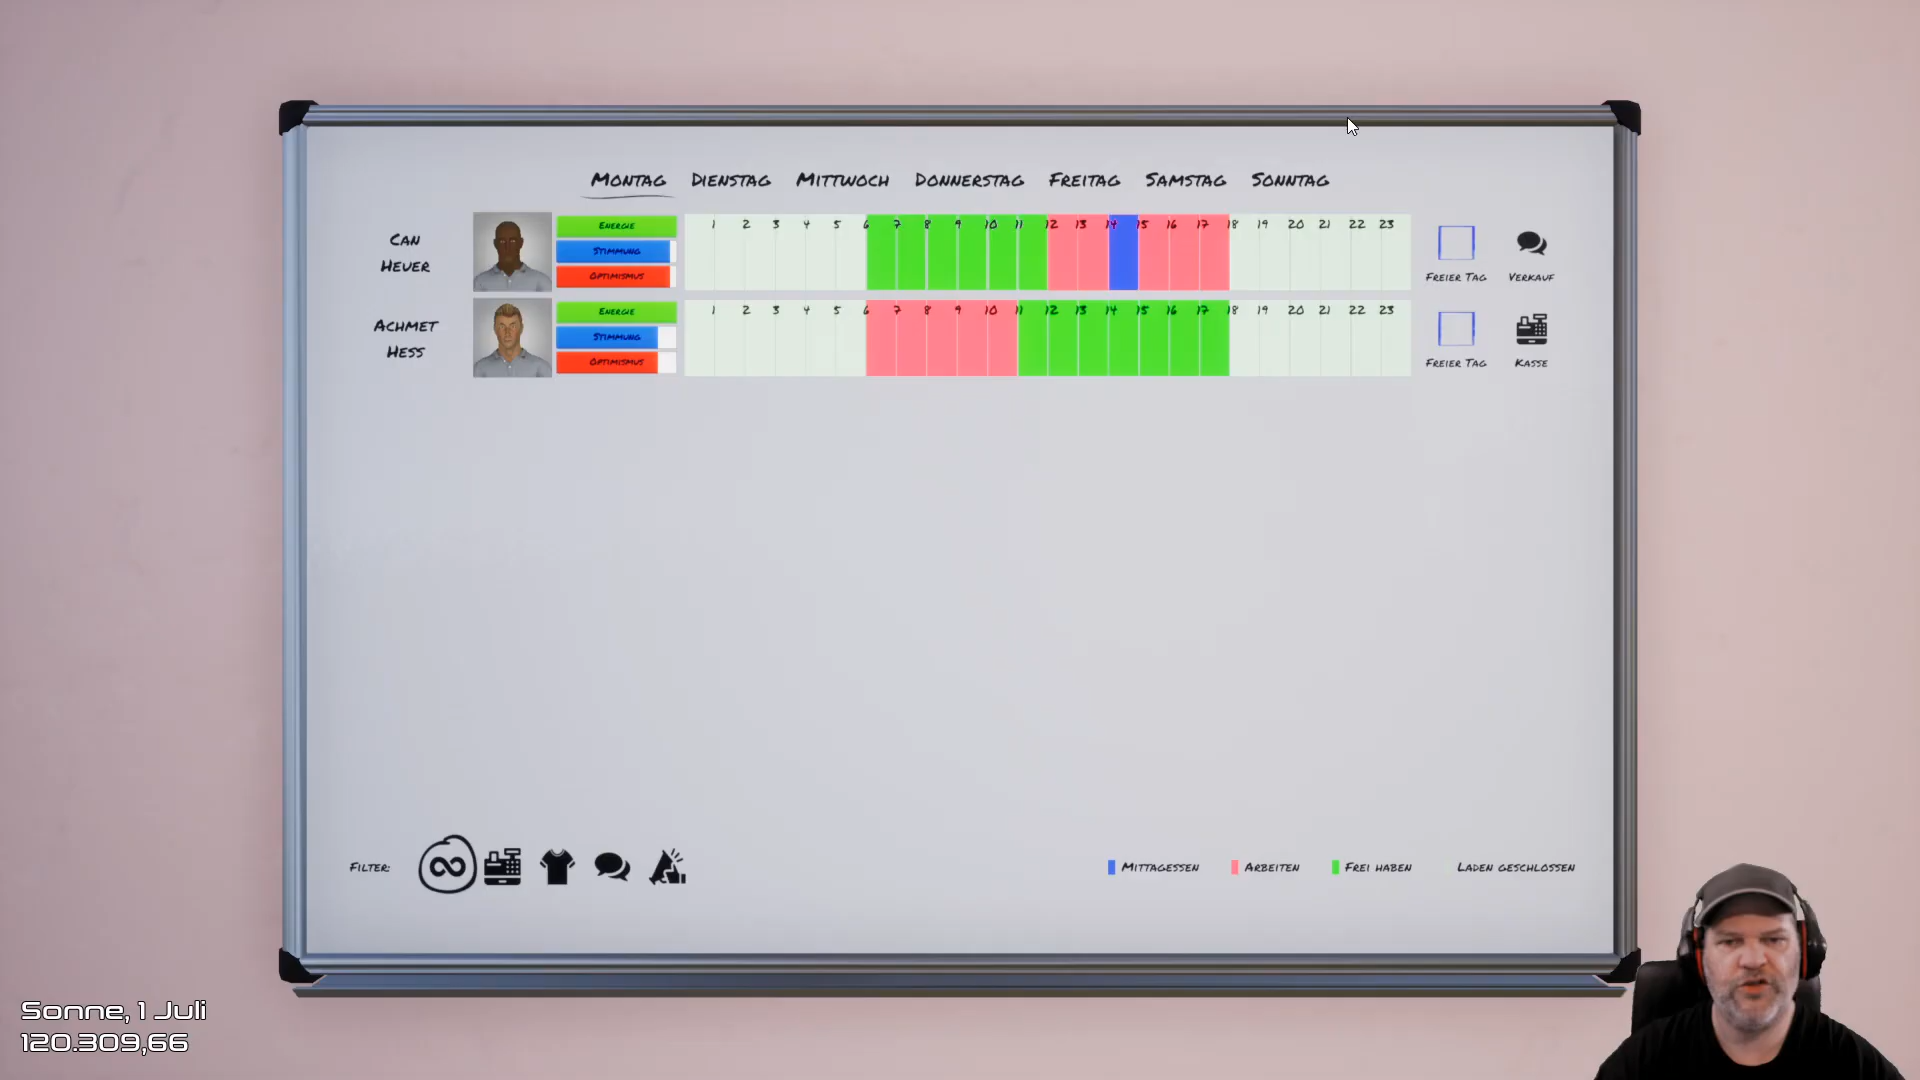 MONTAG DIENSTAG MITTWOCH DONNERSTAG FREITAG SAMSTAG SONNTAG
CAN
HEUER
ENERGIE
STIMMUNG
OPTIMISMUS
1 2 3 4 5 6 7 8 9 10 11 12 13 14 15 16 17 18 19 20 21 22 23
FREIER TAG
VERKAUF
ACHMET
HESS
ENERGIE
STIMMUNG
OPTIMISMUS
1 2 3 4 5 6 7 8 9 10 11 12 13 14 15 16 17 18 19 20 21 22 23
FREIER TAG
KASSE
FILTER:
MITTAGESSEN ARBEITEN FREI HABEN LADEN GESCHLOSSEN
Sonne, 1 Juli
120.309,66